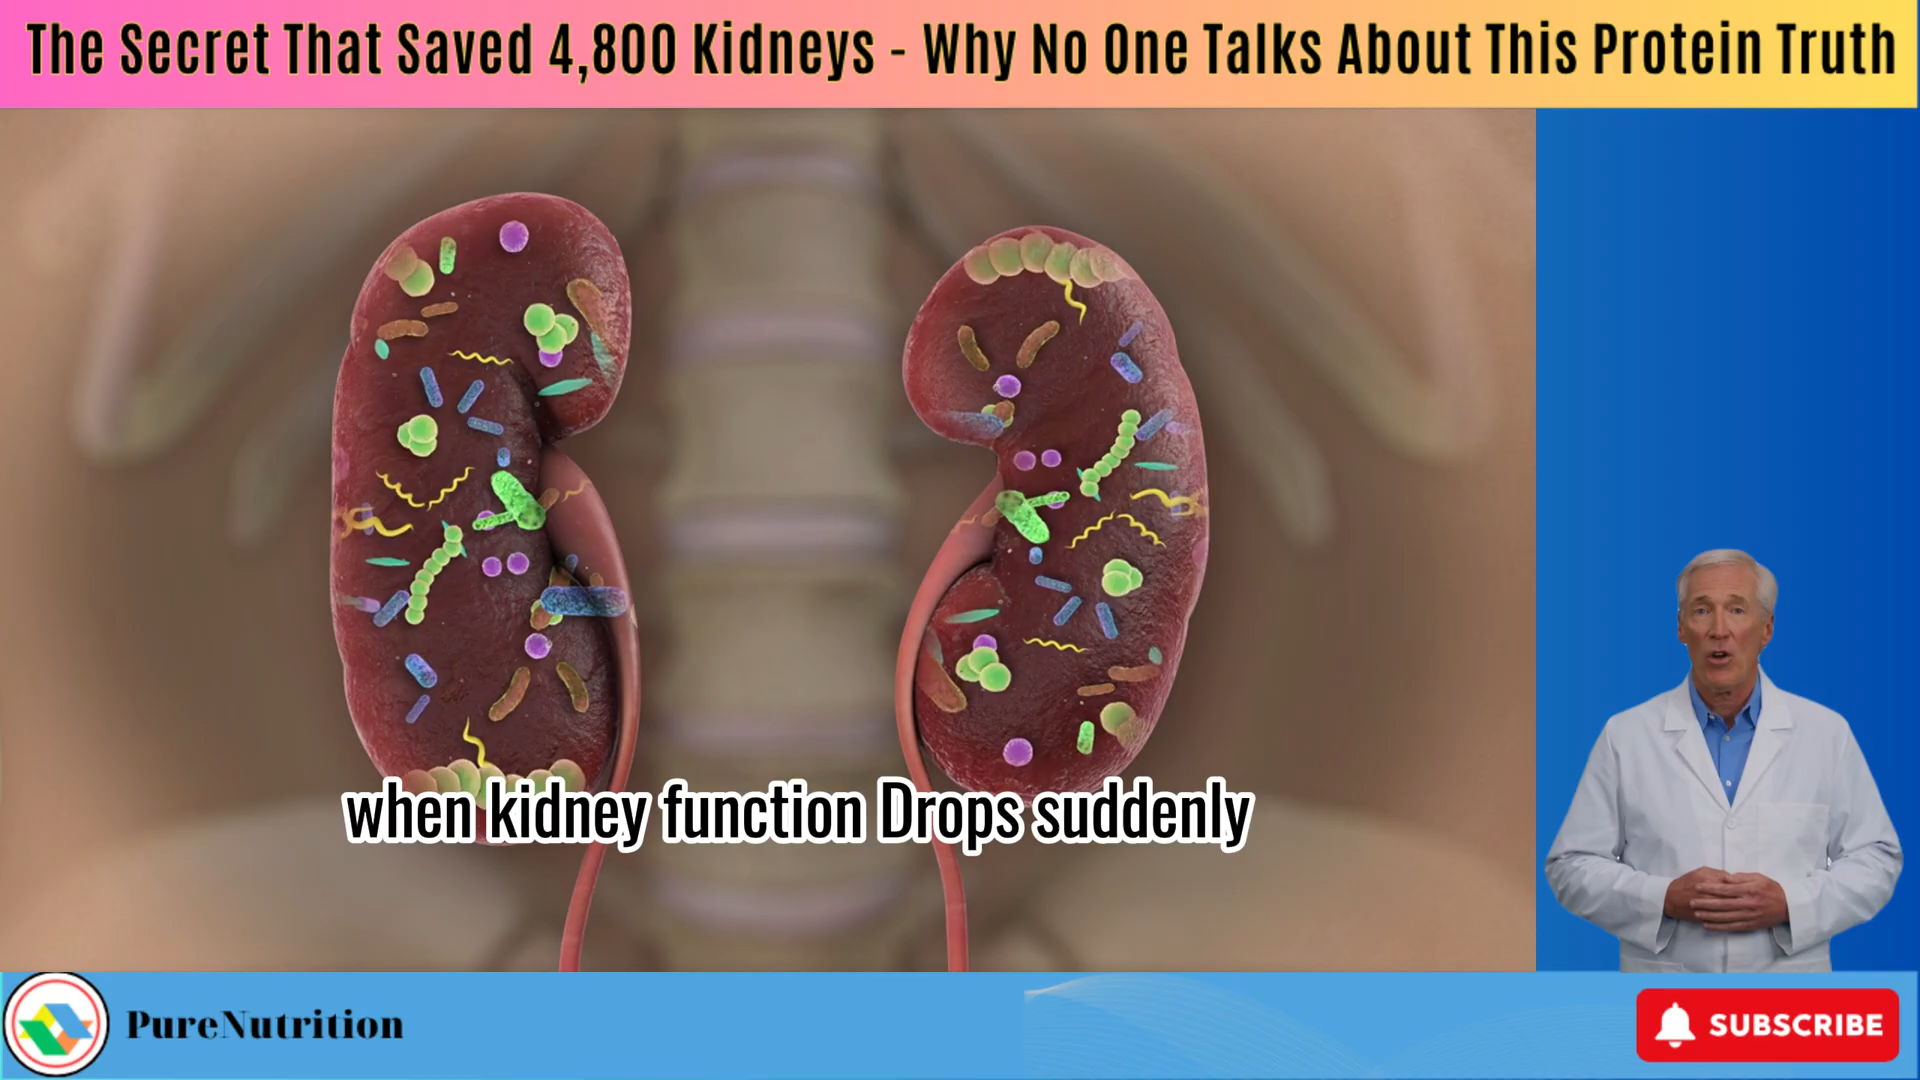 The Secret That Saved 4,800 Kidneys - Why No One Talks About This Protein Truth
when kidney function Drops suddenly
PureNutrition
SUBSCRIBE